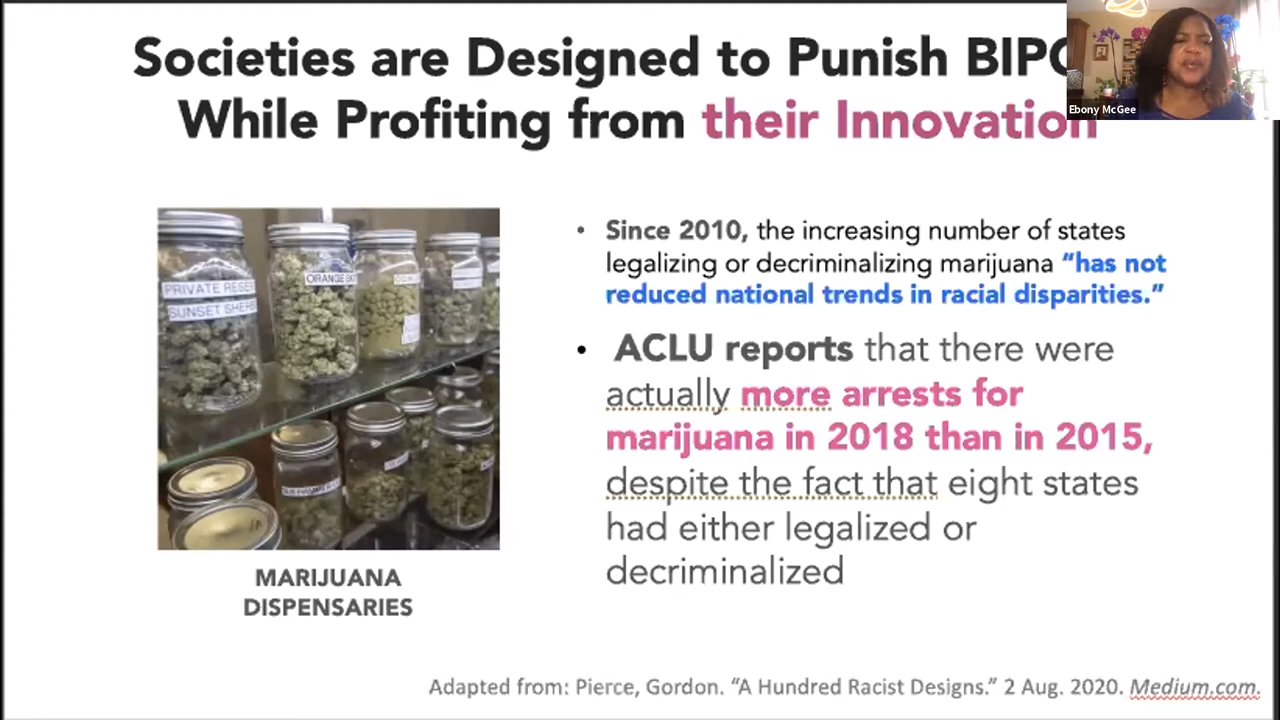 Societies are Designed to Punish BIPO
While Profiting from their Innovation
Ebony McGee
PRIVATE RESER
SUNSET SHERB
ORANGE
• Since 2010, the increasing number of states
legalizing or decriminalizing marijuana “has not
reduced national trends in racial disparities.”
• ACLU reports that there were
actually more arrests for
marijuana in 2018 than in 2015,
despite the fact that eight states
had either legalized or
decriminalized
MARIJUANA
DISPENSARIES
Adapted from: Pierce, Gordon. “A Hundred Racist Designs.” 2 Aug. 2020. Medium.com.